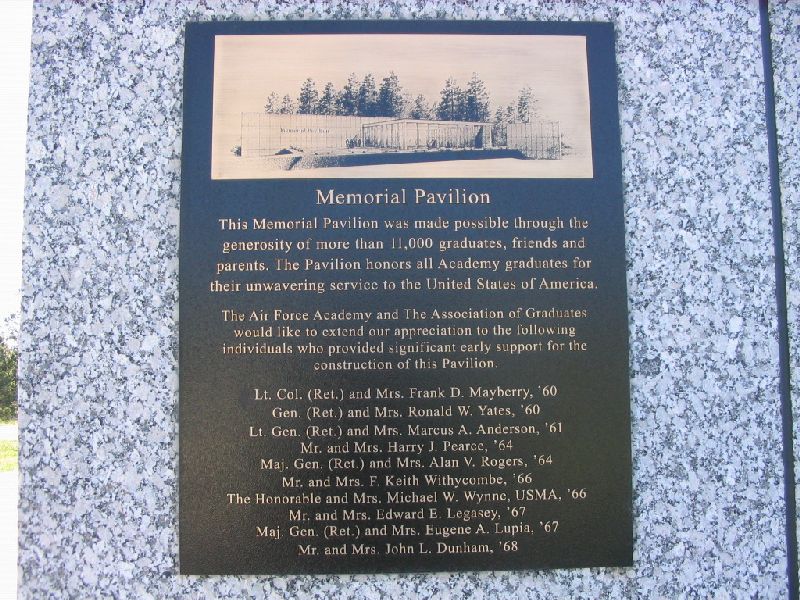 Memorial Pavilion
Memorial Pavilion
This Memorial Pavilion was made possible through the
generosity of more than 11,000 graduates, friends and
parents. The Pavilion honors all Academy graduates for
their unwavering service to the United States of America.
The Air Force Academy and The Association of Graduates
would like to extend our appreciation to the following
individuals who provided significant early support for the
construction of this Pavilion.
Lt. Col. (Ret.) and Mrs. Frank D. Mayberry, '60
Gen. (Ret.) and Mrs. Ronald W. Yates, '60
Lt. Gen. (Ret.) and Mrs. Marcus A. Anderson, '61
Mr. and Mrs. Harry J. Pearce, '64
Maj. Gen. (Ret.) and Mrs. Alan V. Rogers, '64
Mr. and Mrs. F. Keith Withycombe, '66
The Honorable and Mrs. Michael W. Wynne, USMA, '66
Mr. and Mrs. Edward E. Legasey, '67
Maj. Gen. (Ret.) and Mrs. Eugene A. Lupia, '67
Mr. and Mrs. John L. Dunham, '68